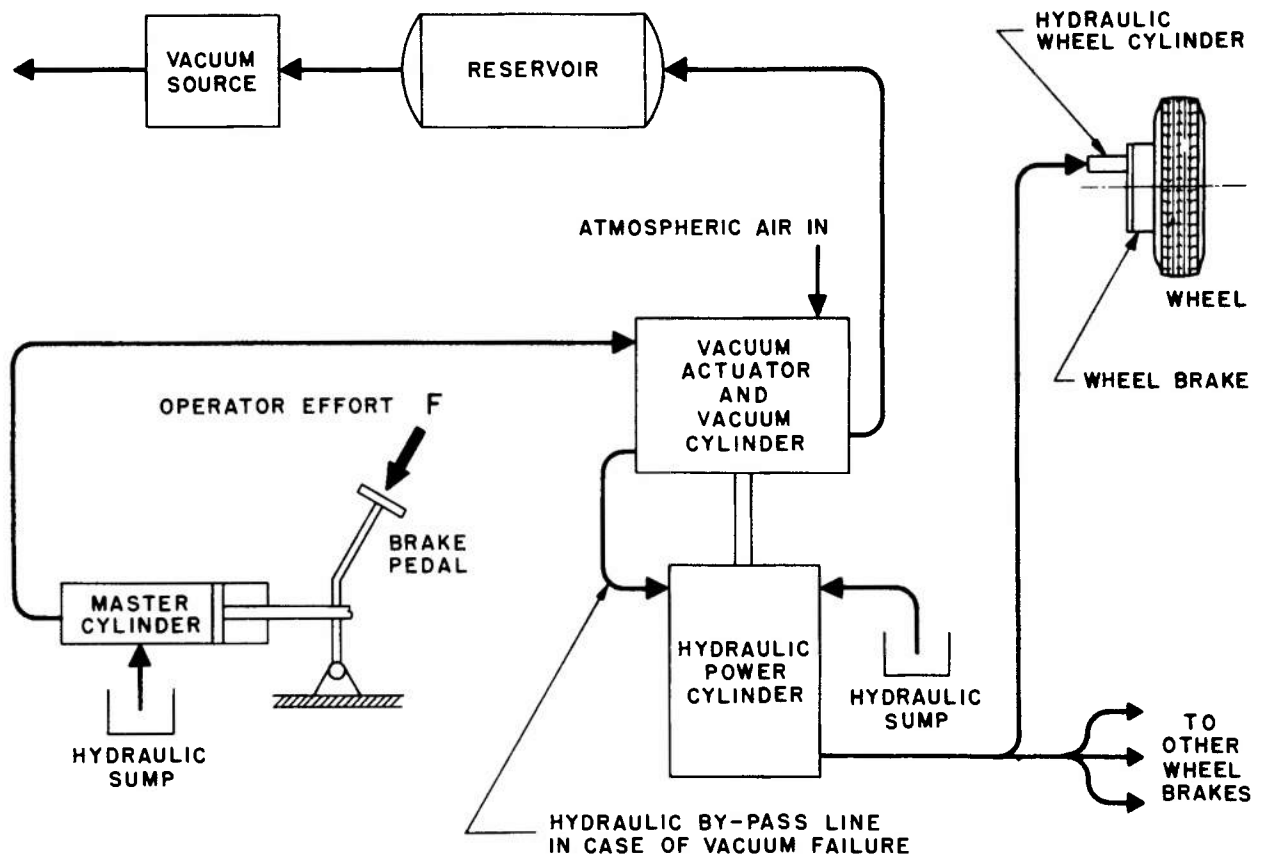 VACUUM
SOURCE
RESERVOIR
HYDRAULIC
WHEEL CYLINDER
ATMOSPHERIC AIR IN
WHEEL
WHEEL BRAKE
VACUUM
ACTUATOR
AND
VACUUM
CYLINDER
OPERATOR EFFORT F
BRAKE
PEDAL
MASTER
CYLINDER
HYDRAULIC
SUMP
HYDRAULIC
POWER
CYLINDER
HYDRAULIC
SUMP
TO
OTHER
WHEEL
BRAKES
HYDRAULIC BY-PASS LINE
IN CASE OF VACUUM FAILURE